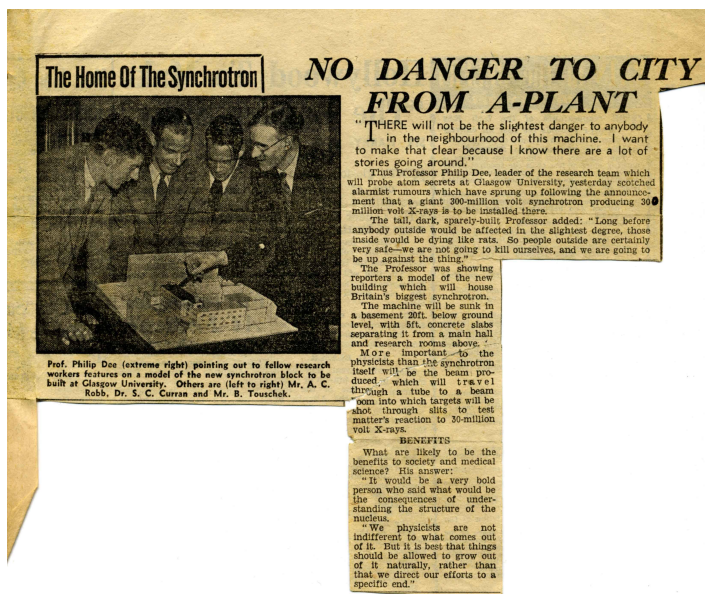 The Home Of The Synchrotron
Prof. Philip Dee (extreme right) pointing out to fellow research
workers features on a model of the new synchrotron block to be
built at Glasgow University. Others are (left to right) Mr. A. C.
Robb, Dr. S. C. Curran and Mr. B. Touschek.
NO DANGER TO CITY
FROM A-PLANT
"THERE will not be the slightest danger to anybody
in the neighbourhood of this machine. I want
to make that clear because I know there are a lot of
stories going around."
Thus Professor Philip Dee, leader of the research team which
will probe atom secrets at Glasgow University, yesterday scotched
alarmist rumours which have sprung up following the announce-
ment that a giant 300-million volt synchrotron producing 30
million volt X-rays is to be installed there.
The tall, dark, sparely-built Professor added: "Long before
anybody outside would be affected in the slightest degree, those
inside would be dying like rats. So people outside are certainly
very safe—we are not going to kill ourselves, and we are going to
be up against the thing."
The Professor was showing
reporters a model of the new
building which will house
Britain's biggest synchrotron.
The machine will be sunk in
a basement 20ft. below ground
level, with 5ft. concrete slabs
separating it from a main hall
and research rooms above.
More important to the
physicists than the synchrotron
itself will be the beam pro-
duced, which will travel
through a tube to a beam
oom into which targets will be
shot through slits to test
matter's reaction to 30-million
volt X-rays.
BENEFITS
What are likely to be the
benefits to society and medical
science? His answer:
"It would be a very bold
person who said what would be
the consequences of under-
standing the structure of the
nucleus.
"We physicists are not
indifferent to what comes out
of it. But it is best that things
should be allowed to grow out
of it naturally, rather than
that we direct our efforts to a
specific end."